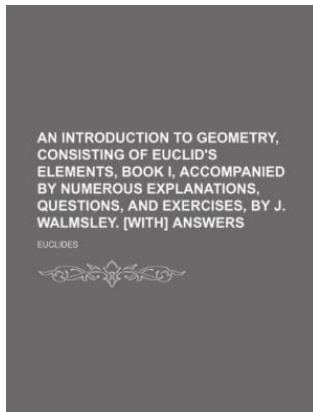 AN INTRODUCTION TO GEOMETRY,
CONSISTING OF EUCLID'S
ELEMENTS, BOOK I, ACCOMPANIED
BY NUMEROUS EXPLANATIONS,
QUESTIONS, AND EXERCISES, BY J.
WALMSLEY. [WITH] ANSWERS
EUCLIDES